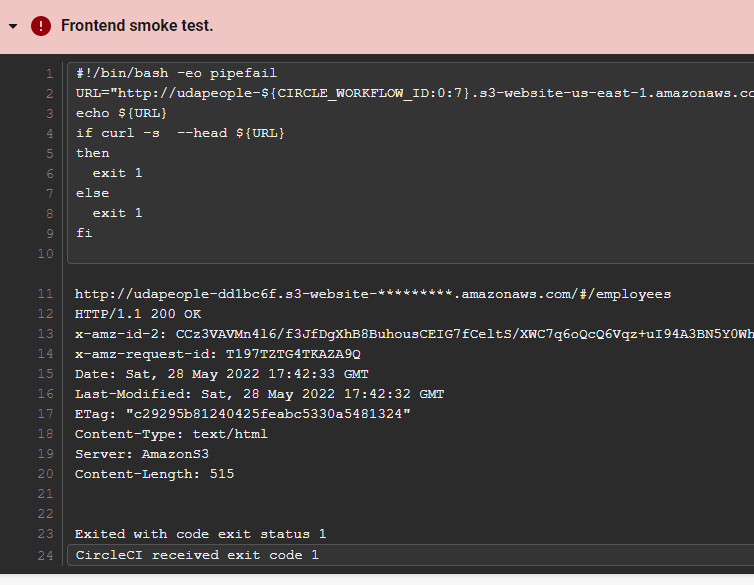 Frontend smoke test.
1 #!/bin/bash -eo pipefail
2 URL="http://udapeople-${CIRCLE_WORKFLOW_ID:0:7}.s3-website-us-east-1.amazonaws.co
3 echo ${URL}
4 if curl -s  --head ${URL}
5 then
6   exit 1
7 else
8   exit 1
9 fi
10
11 http://udapeople-dd1bc6f.s3-website-*********.amazonaws.com/#/employees
12 HTTP/1.1 200 OK
13 x-amz-id-2: CCz3VAVMn4l6/f3JfDgXhB8BuhousCEIG7fCeltS/XWC7q6oQcQ6Vqz+uI94A3BN5Y0Wh
14 x-amz-request-id: T197TZTG4TKAZA9Q
15 Date: Sat, 28 May 2022 17:42:33 GMT
16 Last-Modified: Sat, 28 May 2022 17:42:32 GMT
17 ETag: "c29295b81240425feabc5330a5481324"
18 Content-Type: text/html
19 Server: AmazonS3
20 Content-Length: 515
21
22
23 Exited with code exit status 1
24 CircleCI received exit code 1